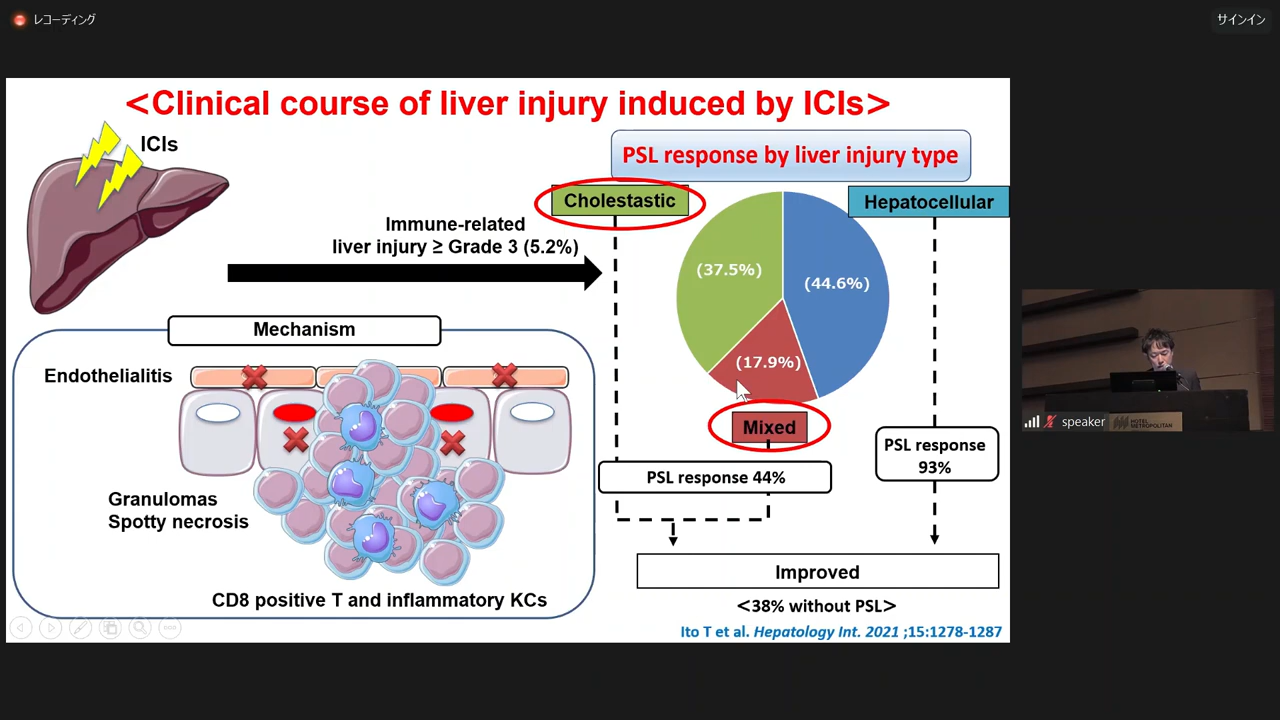 レコーディング
サインイン
<Clinical course of liver injury induced by ICIs>
ICIs
PSL response by liver injury type
Cholestastic
Hepatocellular
Immune-related
liver injury ≥ Grade 3 (5.2%)
(37.5%)
(44.6%)
(17.9%)
Mechanism
Endothelialitis
Mixed
PSL response
93%
PSL response 44%
Granulomas
Spotty necrosis
Improved
CD8 positive T and inflammatory KCs
<38% without PSL>
Ito T et al. Hepatology Int. 2021 ;15:1278-1287
speaker
HOTEL
METROPOLITAN